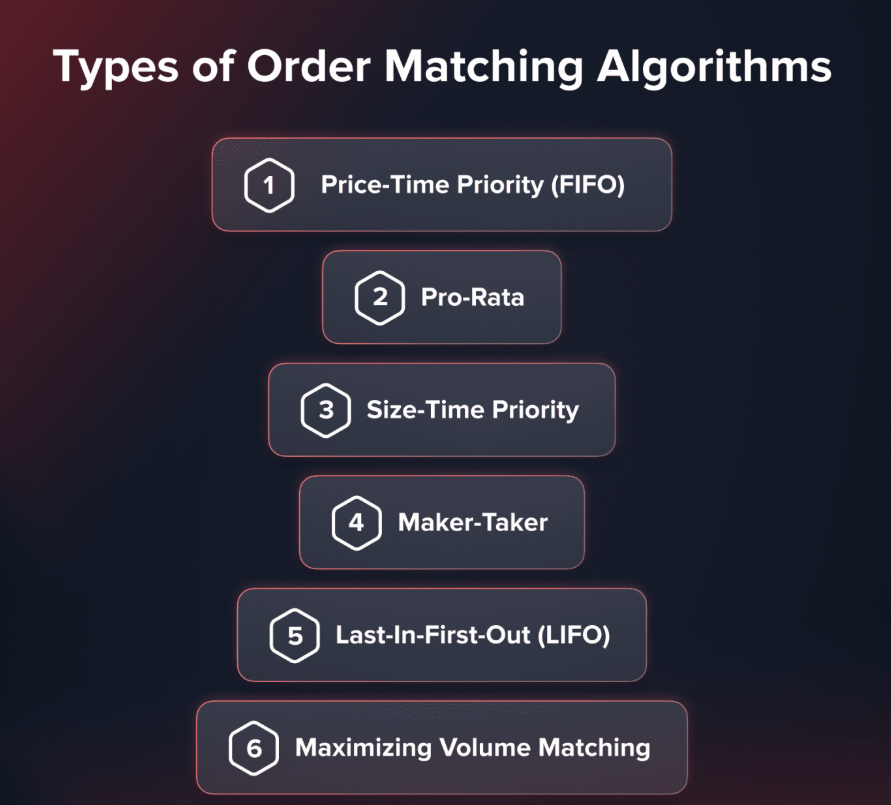 Types of Order Matching Algorithms
1 Price-Time Priority (FIFO)
2 Pro-Rata
3 Size-Time Priority
4 Maker-Taker
5 Last-In-First-Out (LIFO)
6 Maximizing Volume Matching